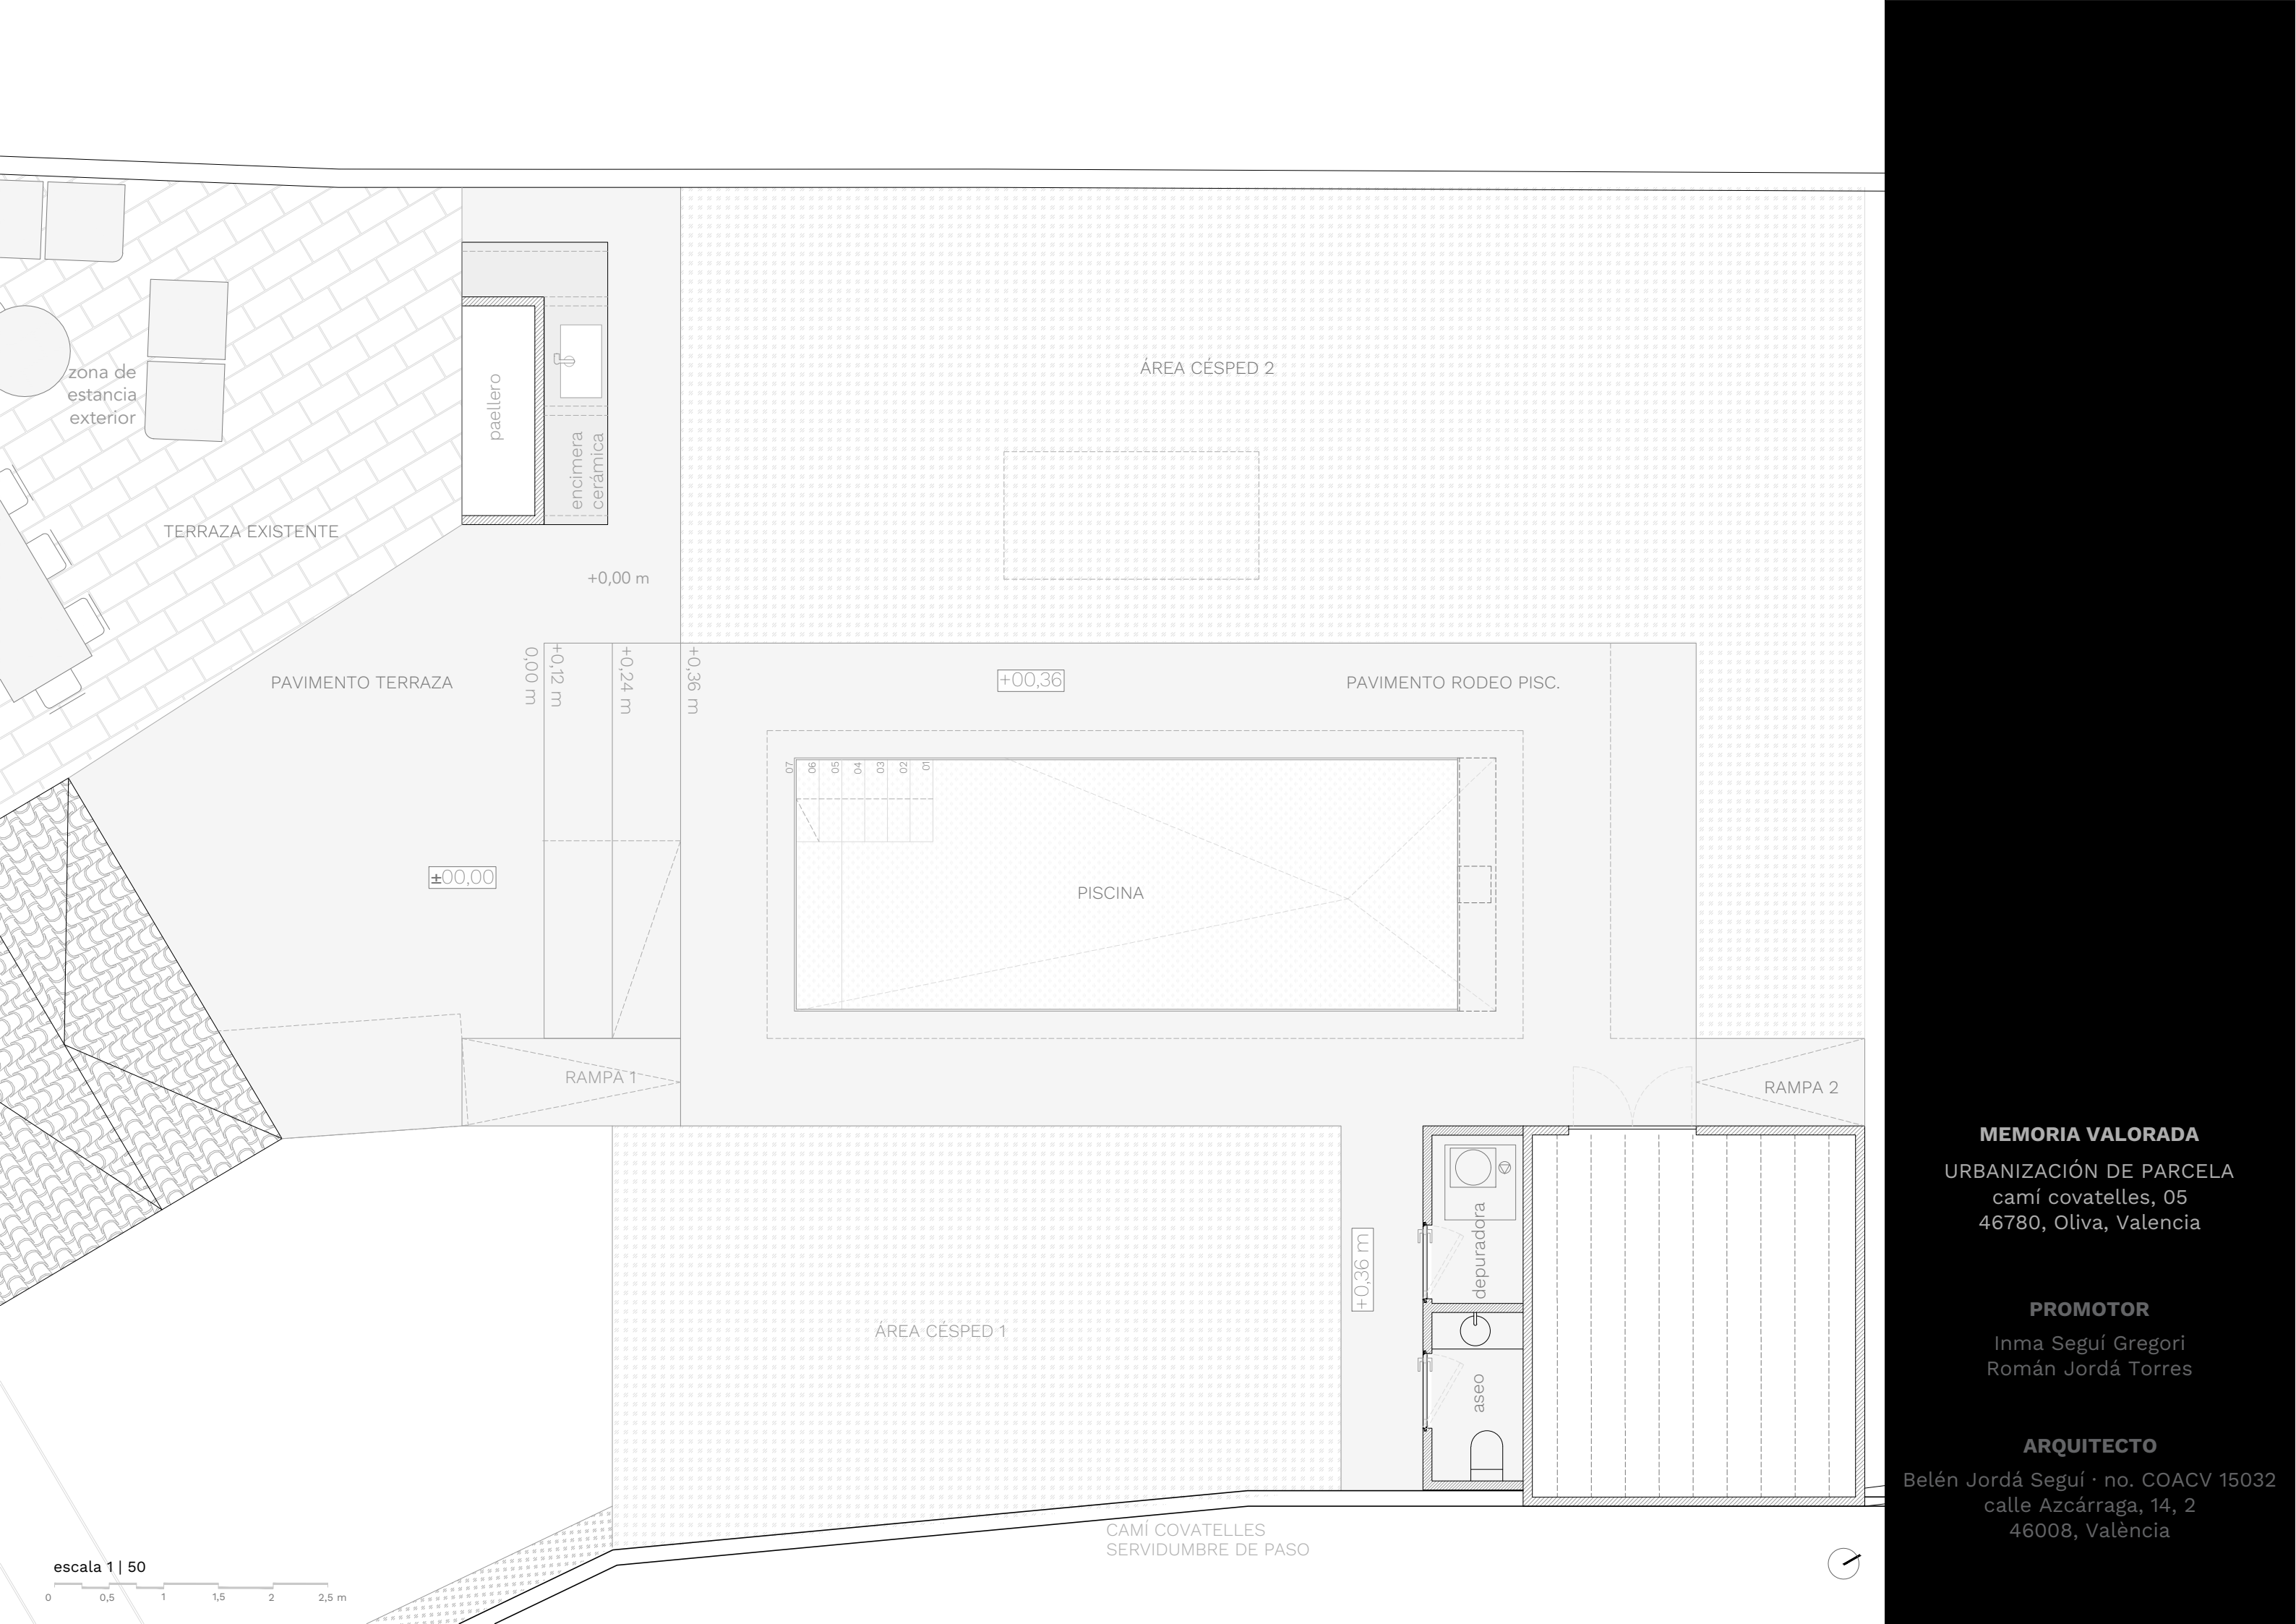 ÁREA CÉSPED 2
zona de
estancia
exterior
paellero
encimera
cerámica
TERRAZA EXISTENTE
+0,00 m
PAVIMENTO TERRAZA
0,00 m
+0,12 m
+0,24 m
+0,36 m
+00,36
PAVIMENTO RODEO PISC.
07
06
05
04
03
02
01
±00,00
PISCINA
RAMPA 1
RAMPA 2
depuradora
+0,36 m
ÁREA CÉSPED 1
aseo
CAMÍ COVATELLES
SERVIDUMBRE DE PASO
escala 1 | 50
0
0,5
1
1,5
2
2,5 m
MEMORIA VALORADA
URBANIZACIÓN DE PARCELA
camí covatelles, 05
46780, Oliva, Valencia
PROMOTOR
Inma Seguí Gregori
Román Jordá Torres
ARQUITECTO
Belén Jordá Seguí · no. COACV 15032
calle Azcárraga, 14, 2
46008, València